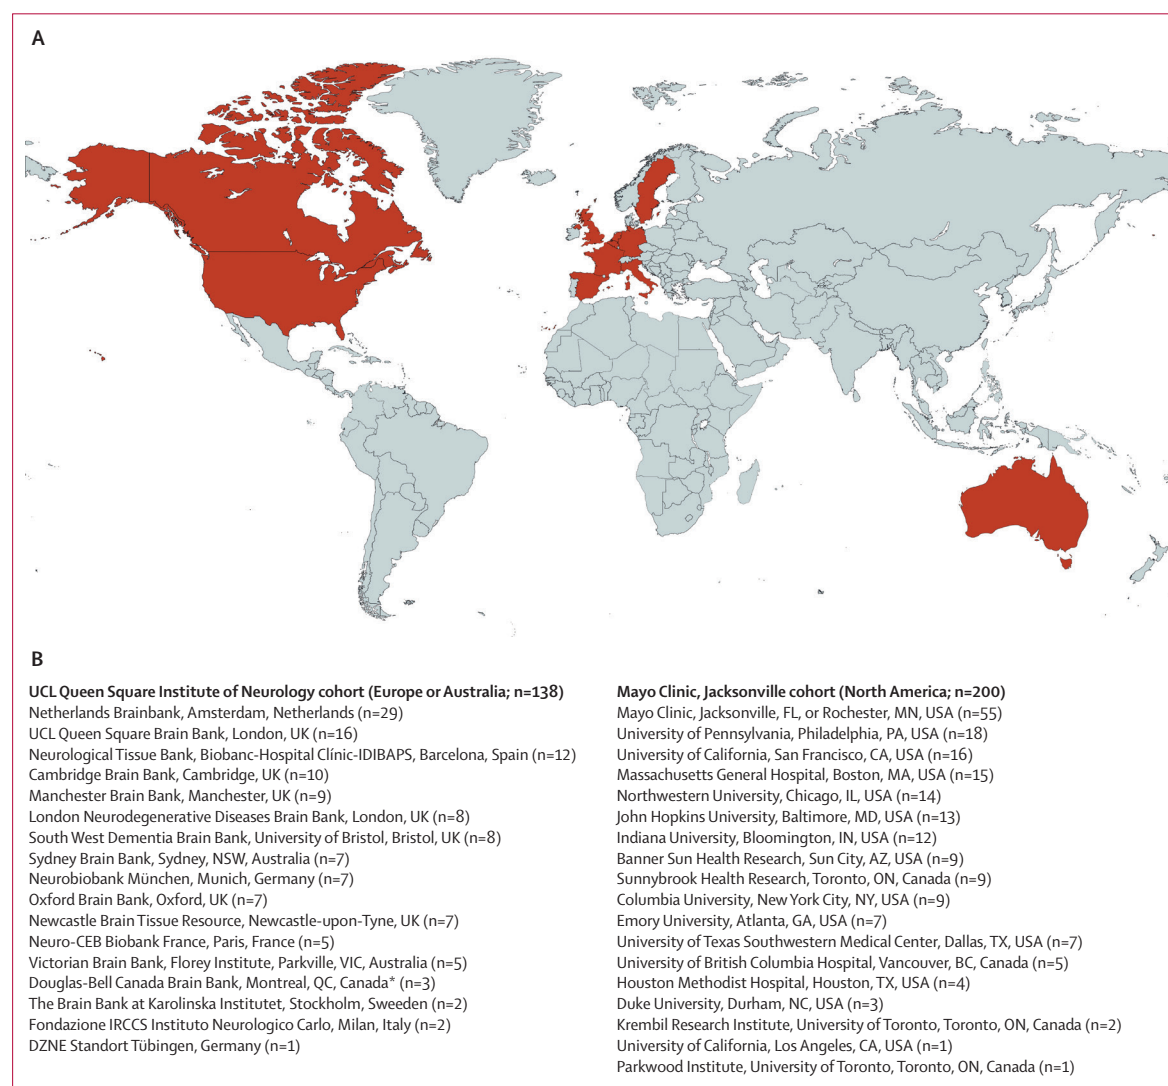 A
B
UCL Queen Square Institute of Neurology cohort (Europe or Australia; n=138)
Netherlands Brainbank, Amsterdam, Netherlands (n=29)
UCL Queen Square Brain Bank, London, UK (n=16)
Neurological Tissue Bank, Biobanc-Hospital Clínic-IDIBAPS, Barcelona, Spain (n=12)
Cambridge Brain Bank, Cambridge, UK (n=10)
Manchester Brain Bank, Manchester, UK (n=9)
London Neurodegenerative Diseases Brain Bank, London, UK (n=8)
South West Dementia Brain Bank, University of Bristol, Bristol, UK (n=8)
Sydney Brain Bank, Sydney, NSW, Australia (n=7)
Neurobiobank München, Munich, Germany (n=7)
Oxford Brain Bank, Oxford, UK (n=7)
Newcastle Brain Tissue Resource, Newcastle-upon-Tyne, UK (n=7)
Neuro-CEB Biobank France, Paris, France (n=5)
Victorian Brain Bank, Florey Institute, Parkville, VIC, Australia (n=5)
Douglas-Bell Canada Brain Bank, Montreal, QC, Canada* (n=3)
The Brain Bank at Karolinska Institutet, Stockholm, Sweeden (n=2)
Fondazione IRCCS Instituto Neurologico Carlo, Milan, Italy (n=2)
DZNE Standort Tübingen, Germany (n=1)
Mayo Clinic, Jacksonville cohort (North America; n=200)
Mayo Clinic, Jacksonville, FL, or Rochester, MN, USA (n=55)
University of Pennsylvania, Philadelphia, PA, USA (n=18)
University of California, San Francisco, CA, USA (n=16)
Massachusetts General Hospital, Boston, MA, USA (n=15)
Northwestern University, Chicago, IL, USA (n=14)
John Hopkins University, Baltimore, MD, USA (n=13)
Indiana University, Bloomington, IN, USA (n=12)
Banner Sun Health Research, Sun City, AZ, USA (n=9)
Sunnybrook Health Research, Toronto, ON, Canada (n=9)
Columbia University, New York City, NY, USA (n=9)
Emory University, Atlanta, GA, USA (n=7)
University of Texas Southwestern Medical Center, Dallas, TX, USA (n=7)
University of British Columbia Hospital, Vancouver, BC, Canada (n=5)
Houston Methodist Hospital, Houston, TX, USA (n=4)
Duke University, Durham, NC, USA (n=3)
Krembil Research Institute, University of Toronto, Toronto, ON, Canada (n=2)
University of California, Los Angeles, CA, USA (n=1)
Parkwood Institute, University of Toronto, Toronto, ON, Canada (n=1)